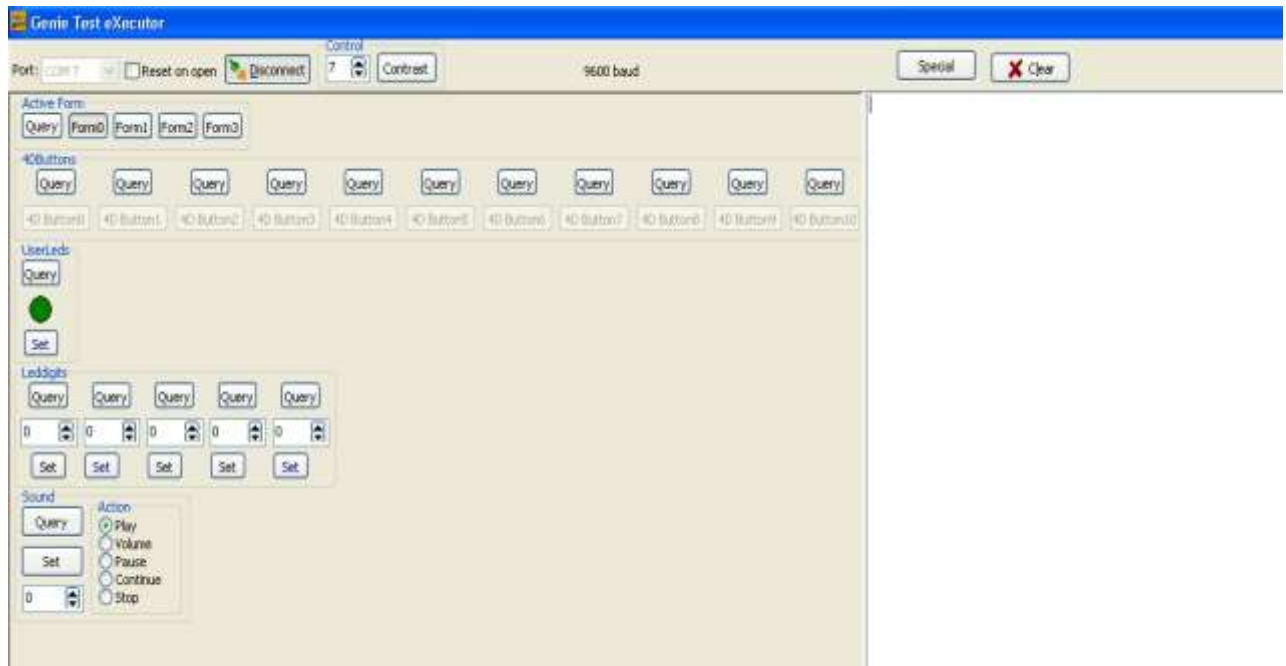 Genie Test eXecutor
Control
Port: COM 7 Reset on open Disconnect 7 Contrast 9600 baud Special Clear
Active Form
Query Form0 Form1 Form2 Form3
4DButtons
Query Query Query Query Query Query Query Query Query Query Query
4D Button0 4D Button1 4D Button2 4D Button3 4D Button4 4D Button5 4D Button6 4D Button7 4D Button8 4D Button9 4D Button10
UserLeds
Query
Set
Leddigits
Query Query Query Query Query
0 0 0 0 0
Set Set Set Set Set
Sound
Action
Query
Play
Volume
Set
Pause
Continue
0
Stop